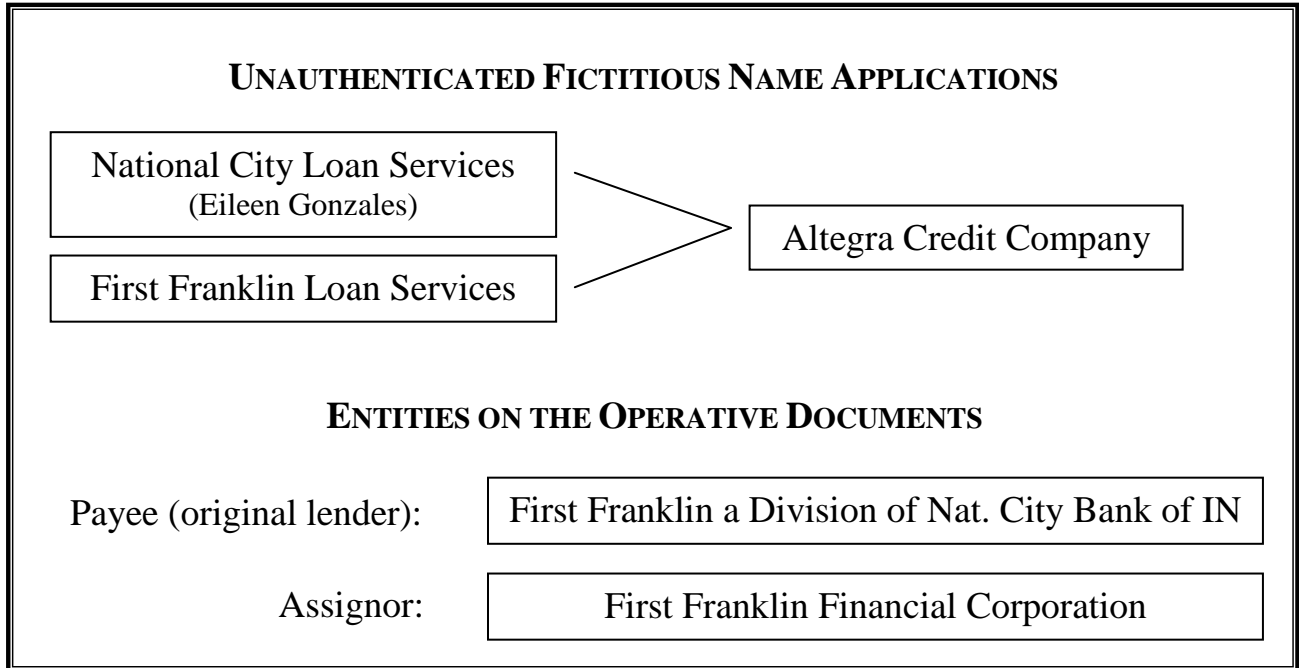 UNAUTHENTICATED FICTITIOUS NAME APPLICATIONS
National City Loan Services
(Eileen Gonzales)
Altegra Credit Company
First Franklin Loan Services
ENTITIES ON THE OPERATIVE DOCUMENTS
Payee (original lender): First Franklin a Division of Nat. City Bank of IN
Assignor: First Franklin Financial Corporation